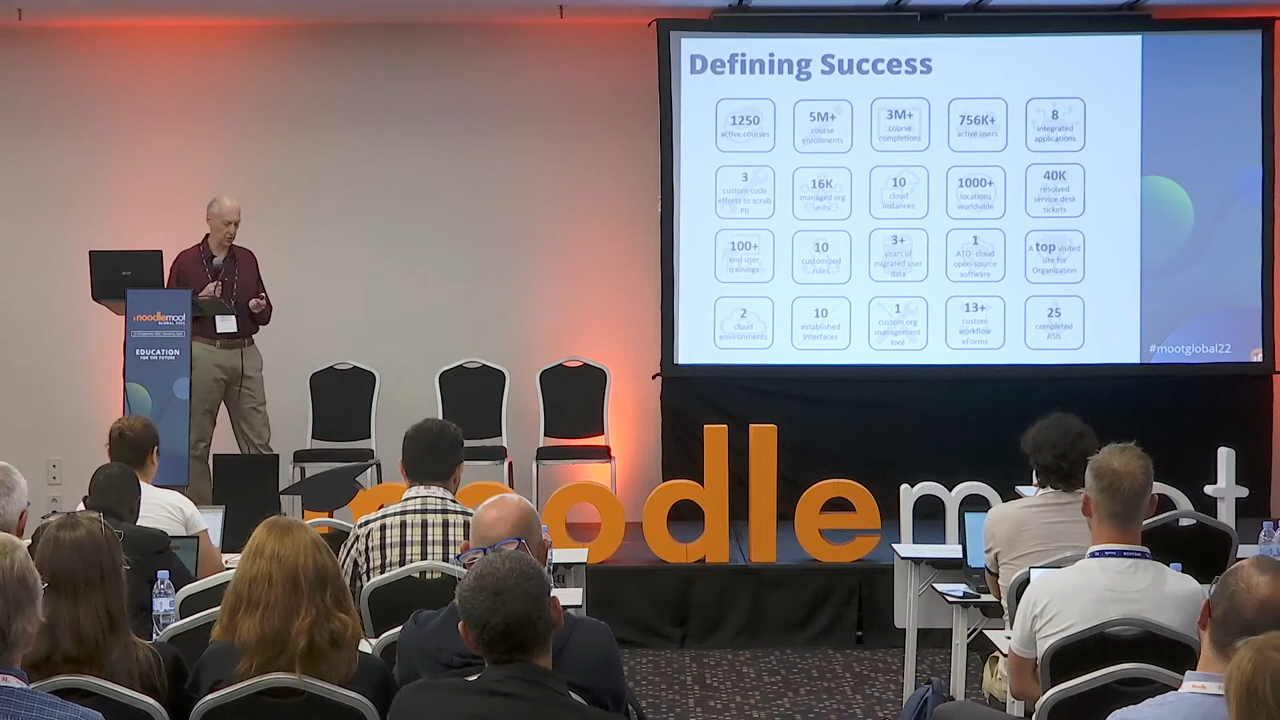 Defining Success
1250
active courses
5M+
course
enrollments
3M+
course
completions
756K+
active users
8
integrated
applications
3
custom code
efforts to scrub
PII
16K
managed org
units
10
cloud
instances
1000+
locations
worldwide
40K
resolved
service desk
tickets
100+
end user
trainings
10
customized
roles
3+
years of
migrated user
data
1
ATO- cloud
open-source
software
A top visited
site for
Organization
2
cloud
environments
10
established
interfaces
1
custom org
management
tool
13+
custom
workflow
eForms
25
completed
ASIs
#mootglobal22
acer
moodlemoot
GLOBAL 2022
EDUCATION
FOR THE FUTURE
moodlem t